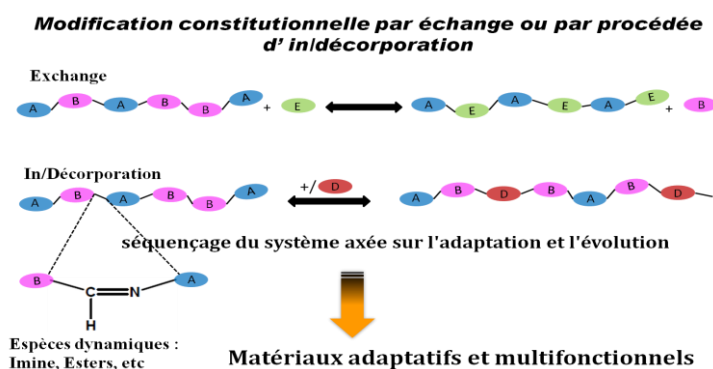 Modification constitutionnelle par échange ou par procédée
d' in/décorporation
Exchange
A B A B B A + E A E A E A E + B
In/Décorporation
A B A B B A +/ D A B D B A B D
séquençage du système axée sur l'adaptation et l'évolution
B C N A
H
Espèces dynamiques :
Imine, Esters, etc
Matériaux adaptatifs et multifonctionnels